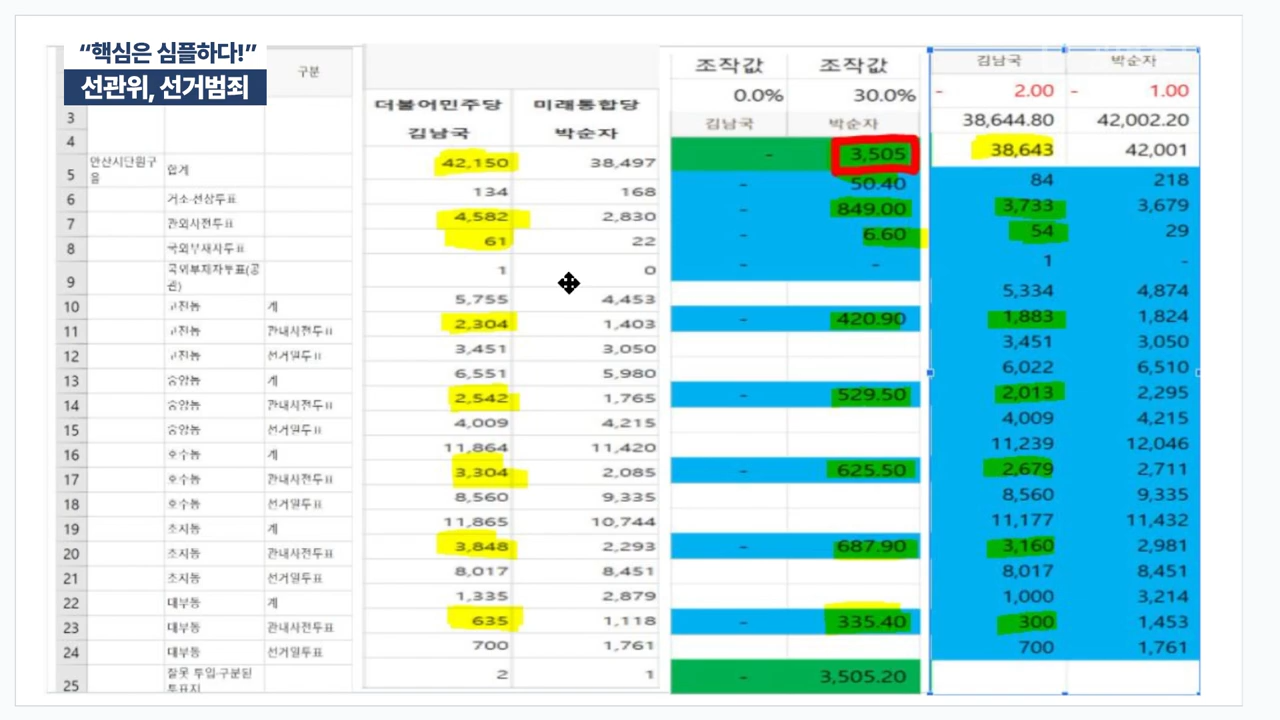 “핵심은 심플하다!”
선관위, 선거범죄
구분
조작값 조작값 김남국 박순자
더불어민주당 미래통합당 0.0% 30.0% - 2.00 - 1.00
3 김남국 박순자 김남국 박순자 38,644.80 42,002.20
4
5 안산시단원구을 합계 42,150 38,497 - 3,505 38,643 42,001
6 거소·선상투표 134 168 - 50.40 84 218
7 관외사전투표 4,582 2,830 - 849.00 3,733 3,679
8 국외부재자투표 61 22 - 6.60 54 29
9 국외부재자투표(공관) 1 0 - - 1 -
10 고잔동 계 5,755 4,453 5,334 4,874
11 고잔동 관내사전투표 2,304 1,403 - 420.90 1,883 1,824
12 고잔동 선거일투표 3,451 3,050 3,451 3,050
13 중앙동 계 6,551 5,980 6,022 6,510
14 중앙동 관내사전투표 2,542 1,765 - 529.50 2,013 2,295
15 중앙동 선거일투표 4,009 4,215 4,009 4,215
16 호수동 계 11,864 11,420 11,239 12,046
17 호수동 관내사전투표 3,304 2,085 - 625.50 2,679 2,711
18 호수동 선거일투표 8,560 9,335 8,560 9,335
19 초지동 계 11,865 10,744 11,177 11,432
20 초지동 관내사전투표 3,848 2,293 - 687.90 3,160 2,981
21 초지동 선거일투표 8,017 8,451 8,017 8,451
22 대부동 계 1,335 2,879 1,000 3,214
23 대부동 관내사전투표 635 1,118 - 335.40 300 1,453
24 대부동 선거일투표 700 1,761 700 1,761
25 잘못 투입·구분된 투표지 2 1 - 3,505.20